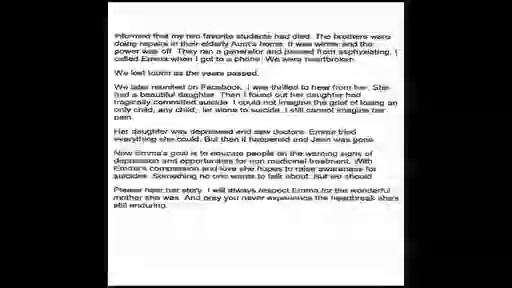 informed that my two favorite students had died. The brothers were
doing repairs in their elderly Aunt's home. It was winter and the
power was off. They ran a generator and passed from asphyxiating. I
called Emma when I got to a phone. We were heartbroken.
We lost touch as the years passed.
We later reunited on Facebook. I was thrilled to hear from her. She
had a beautiful daughter. Then I found out her daughter had
tragically committed suicide. I could not imagine the grief of losing an
only child, any child, let alone to suicide. I still cannot imagine her
pain.
Her daughter was depressed and saw doctors. Emma tried
everything she could. But then it happened and Jean was gone.
Now Emma's goal is to educate people on the warning signs of
depression and opportunities for non medicinal treatment. With
Emma's compassion and love she hopes to raise awareness for
suicides. Something no one wants to talk about. But we should.
Please hear her story. I will always respect Emma for the wonderful
mother she was. And pray you never experience the heartbreak she's
still enduring.